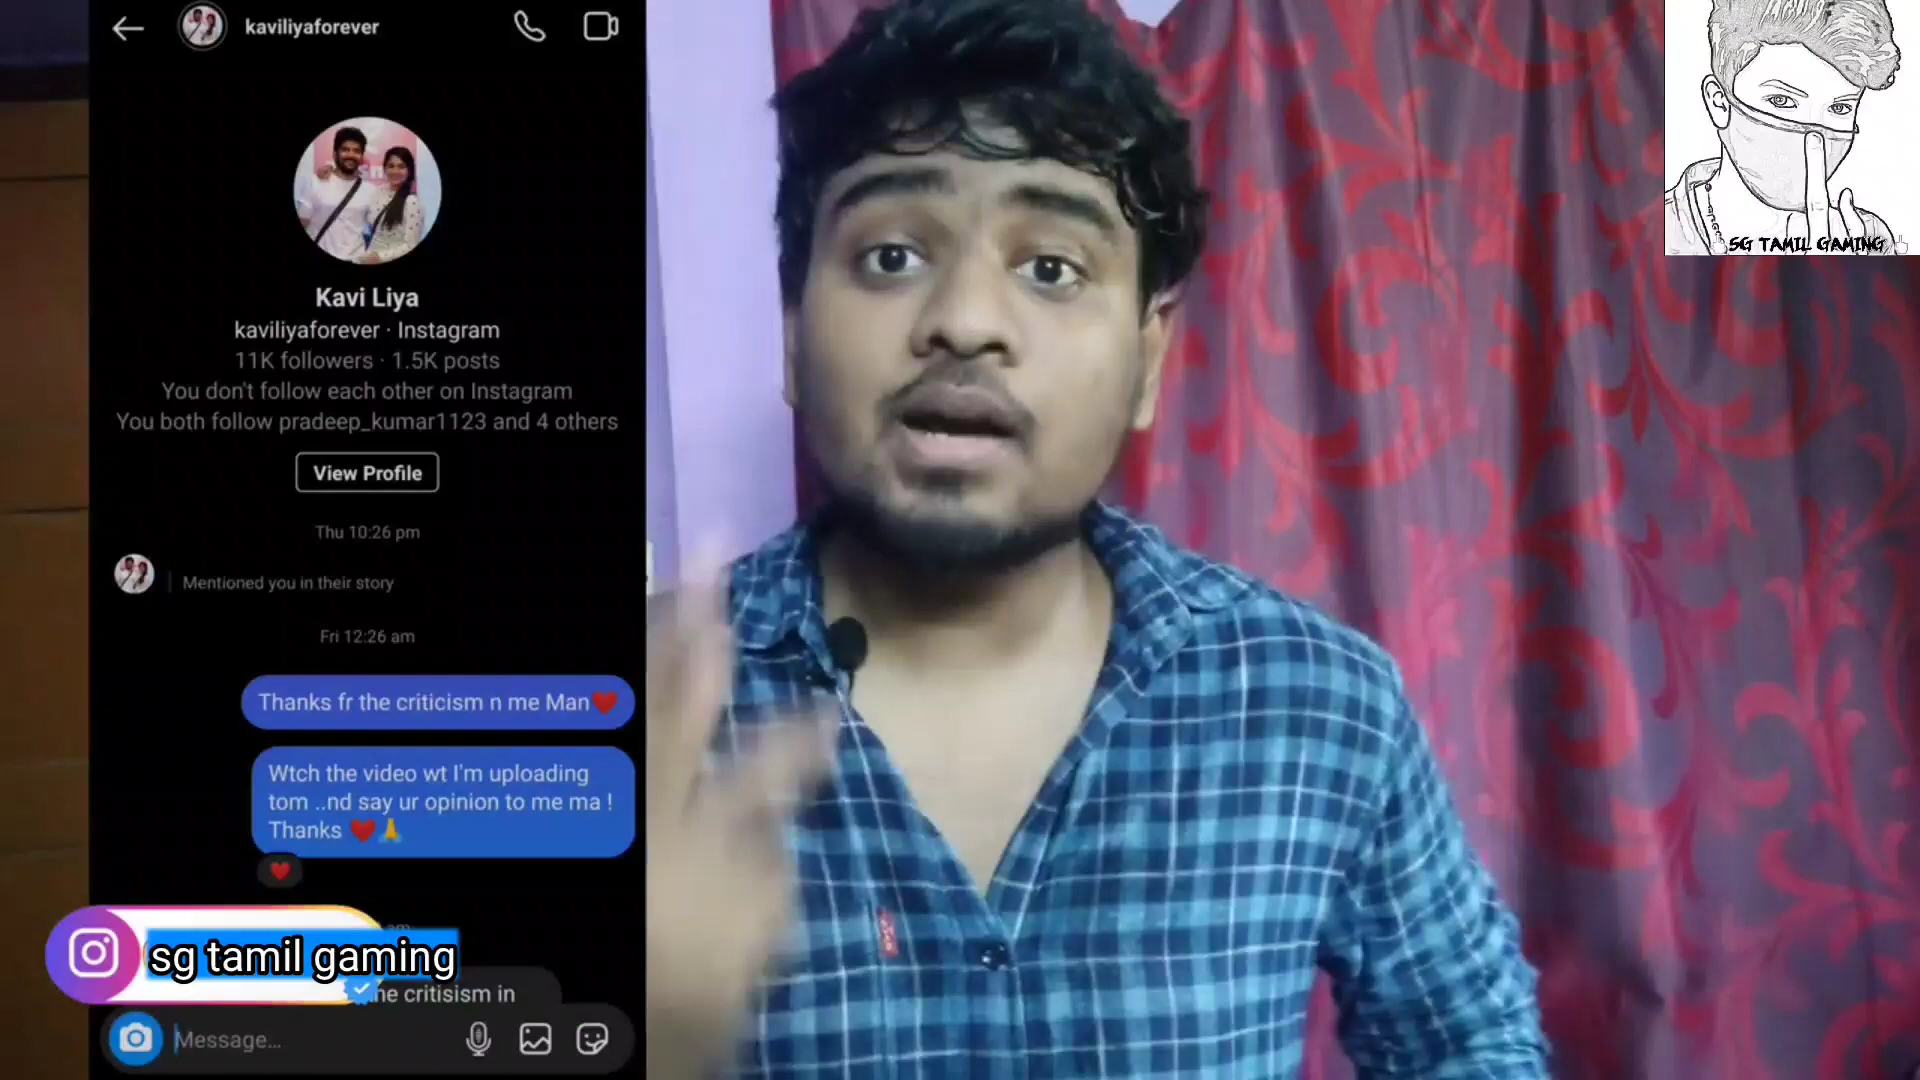 kaviliyaforever
Kavi Liya
kaviliyaforever · Instagram
11K followers · 1.5K posts
You don't follow each other on Instagram
You both follow pradeep_kumar1123 and 4 others
View Profile
Thu 10:26 pm
Mentioned you in their story
Fri 12:26 am
Thanks fr the criticism n me Man❤️
Wtch the video wt I'm uploading
tom ..nd say ur opinion to me ma !
Thanks ❤️🙏
❤️
am
sg tamil gaming
he critisism in
Message...
SG TAMIL GAMING